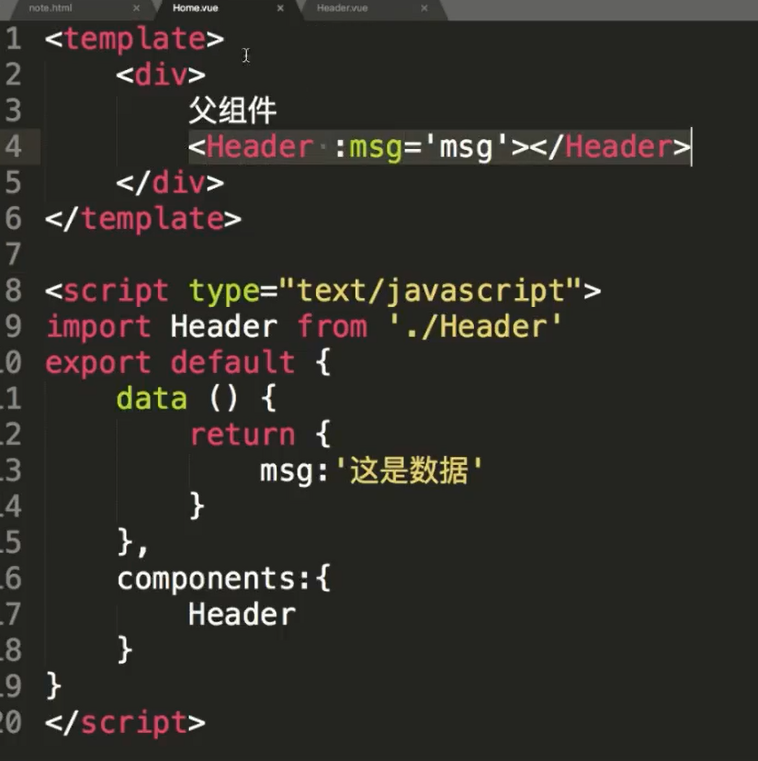 note.html × Home.vue × Header.vue ×
1 <template>
2 <div>
3 父组件
4 <Header :msg='msg'></Header>
5 </div>
6 </template>
7
8 <script type="text/javascript">
9 import Header from './Header'
10 export default {
11 data () {
12 return {
13 msg:'这是数据'
14 }
15 },
16 components:{
17 Header
18 }
19 }
20 </script>